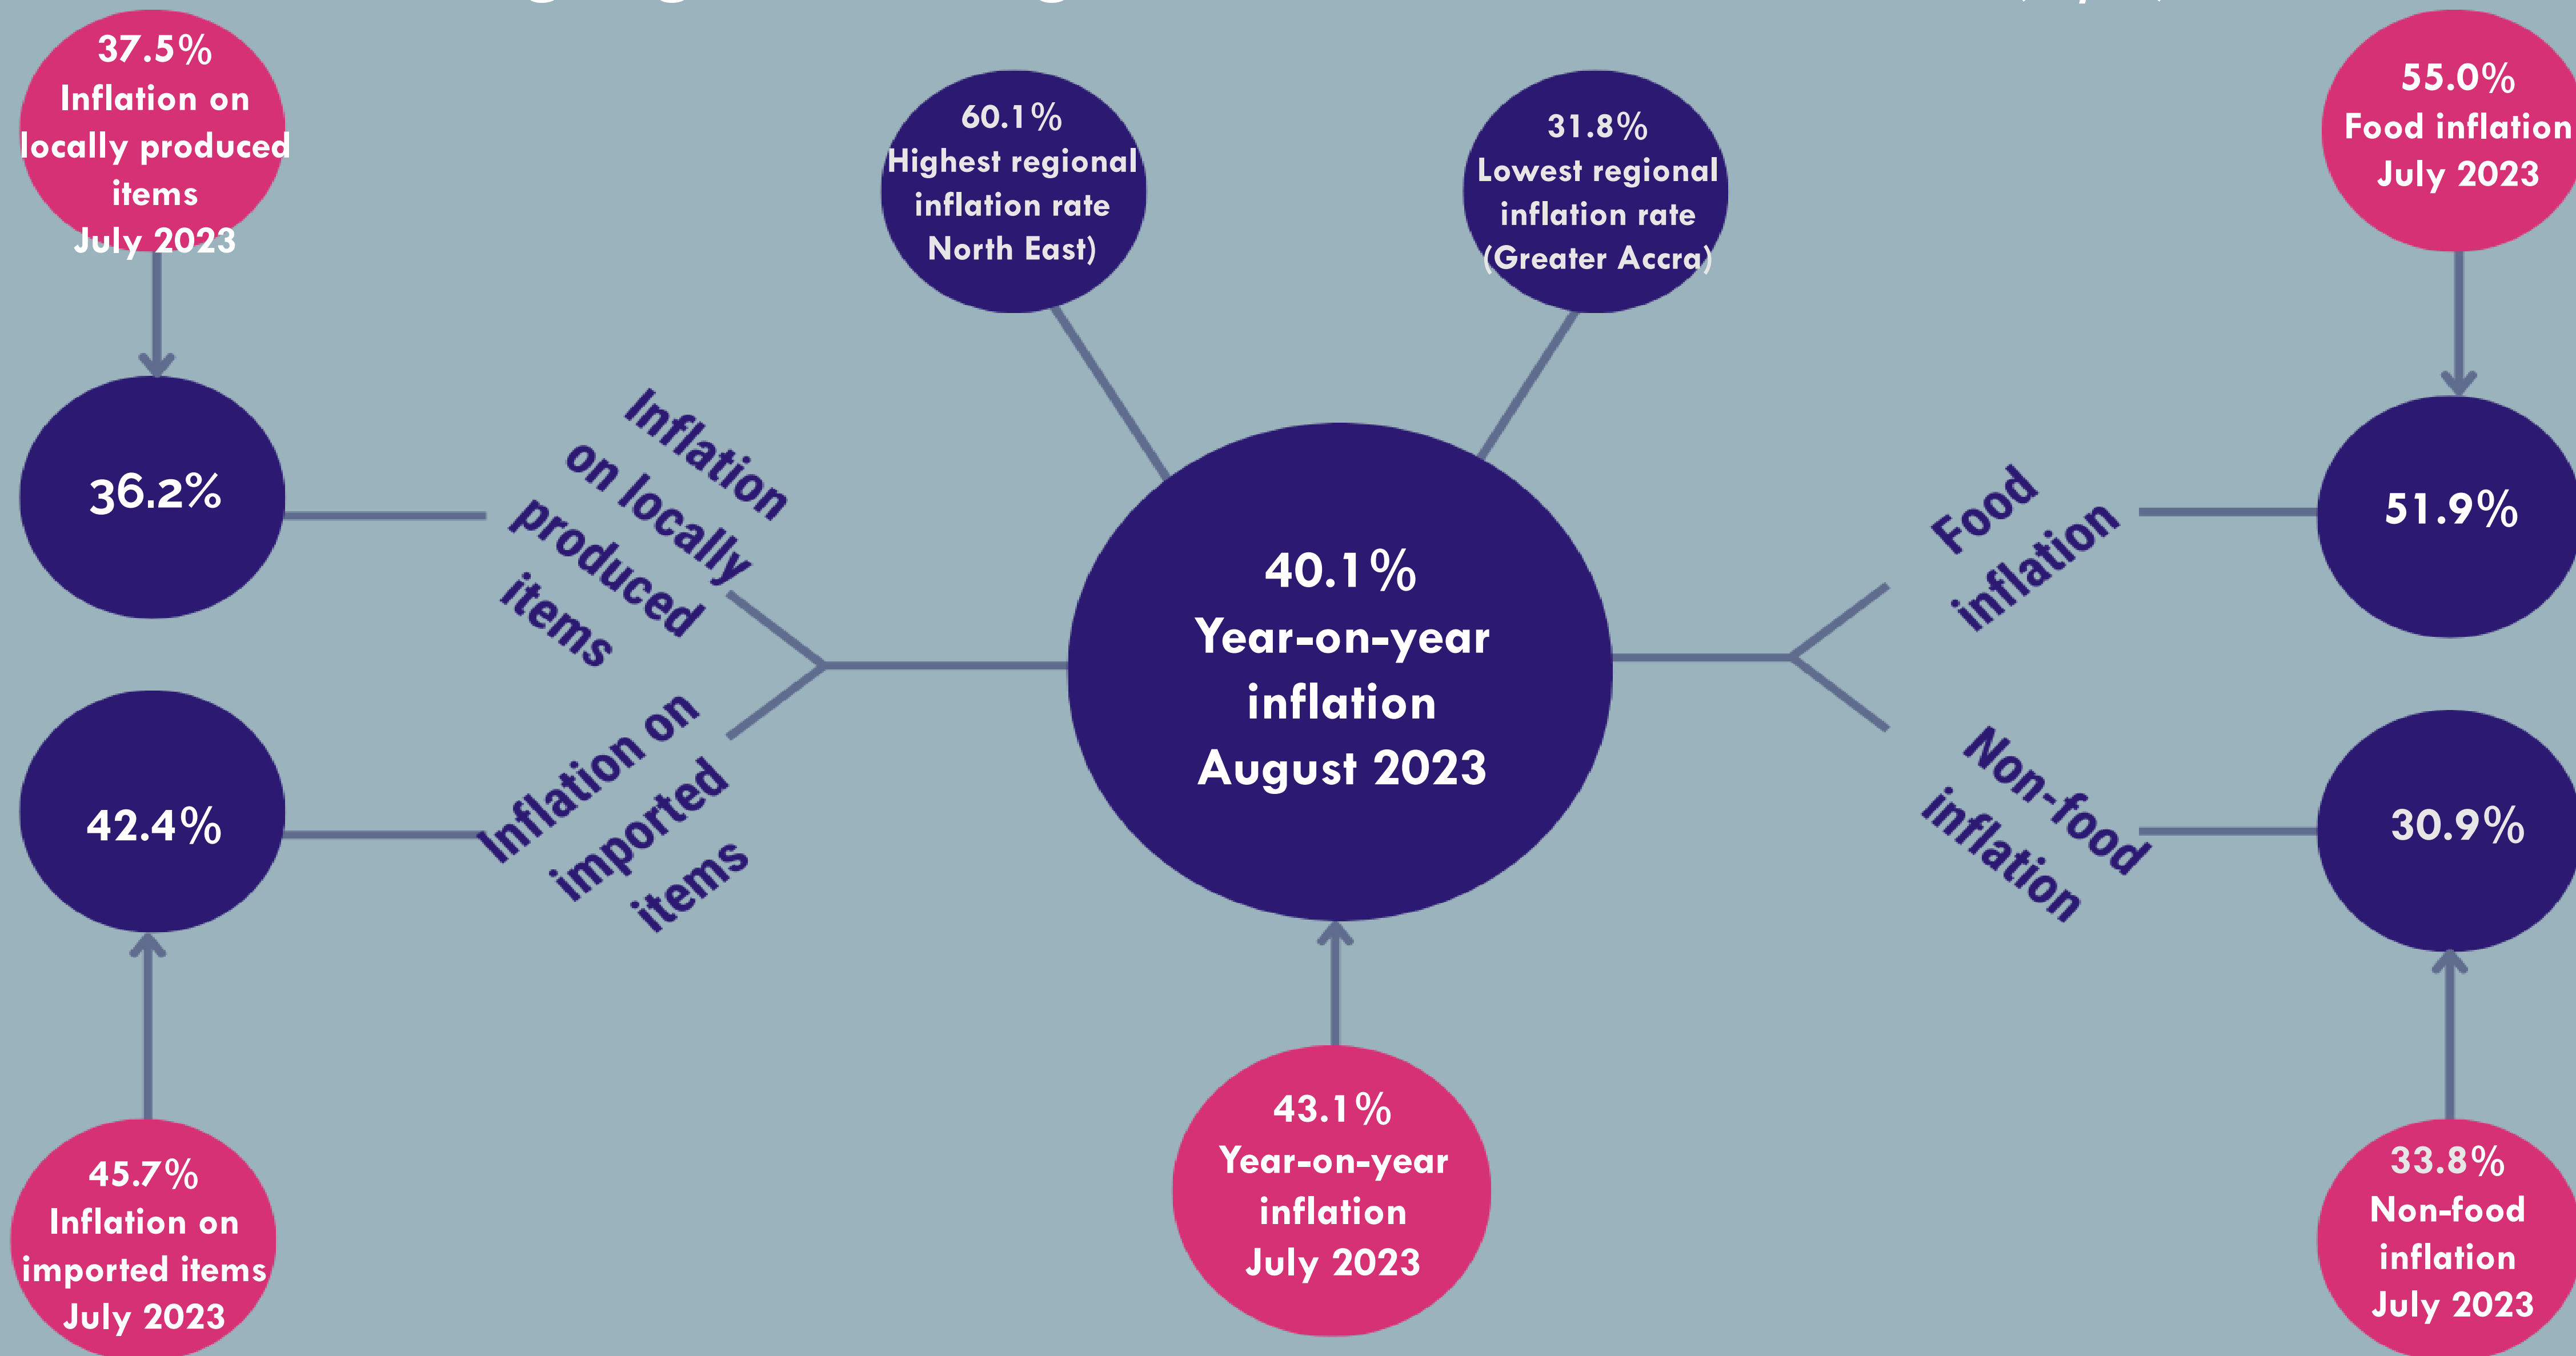 37.5%
Inflation on
locally produced
items
July 2023
60.1%
Highest regional
inflation rate
North East)
31.8%
Lowest regional
inflation rate
(Greater Accra)
55.0%
Food inflation
July 2023
36.2%
Inflation
on locally
produced
items
42.4%
Inflation on
imported
items
40.1%
Year-on-year
inflation
August 2023
Food
inflation
51.9%
Non-food
inflation
30.9%
45.7%
Inflation on
imported items
July 2023
43.1%
Year-on-year
inflation
July 2023
33.8%
Non-food
inflation
July 2023